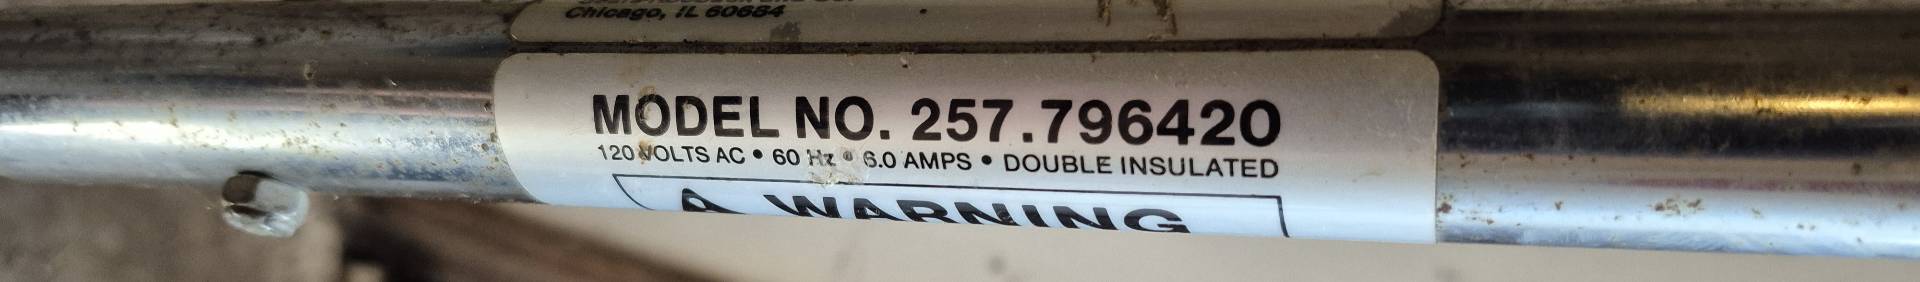 Chicago, IL 60684
MODEL NO. 257.796420
120 VOLTS AC • 60 Hz • 6.0 AMPS • DOUBLE INSULATED
WARNING